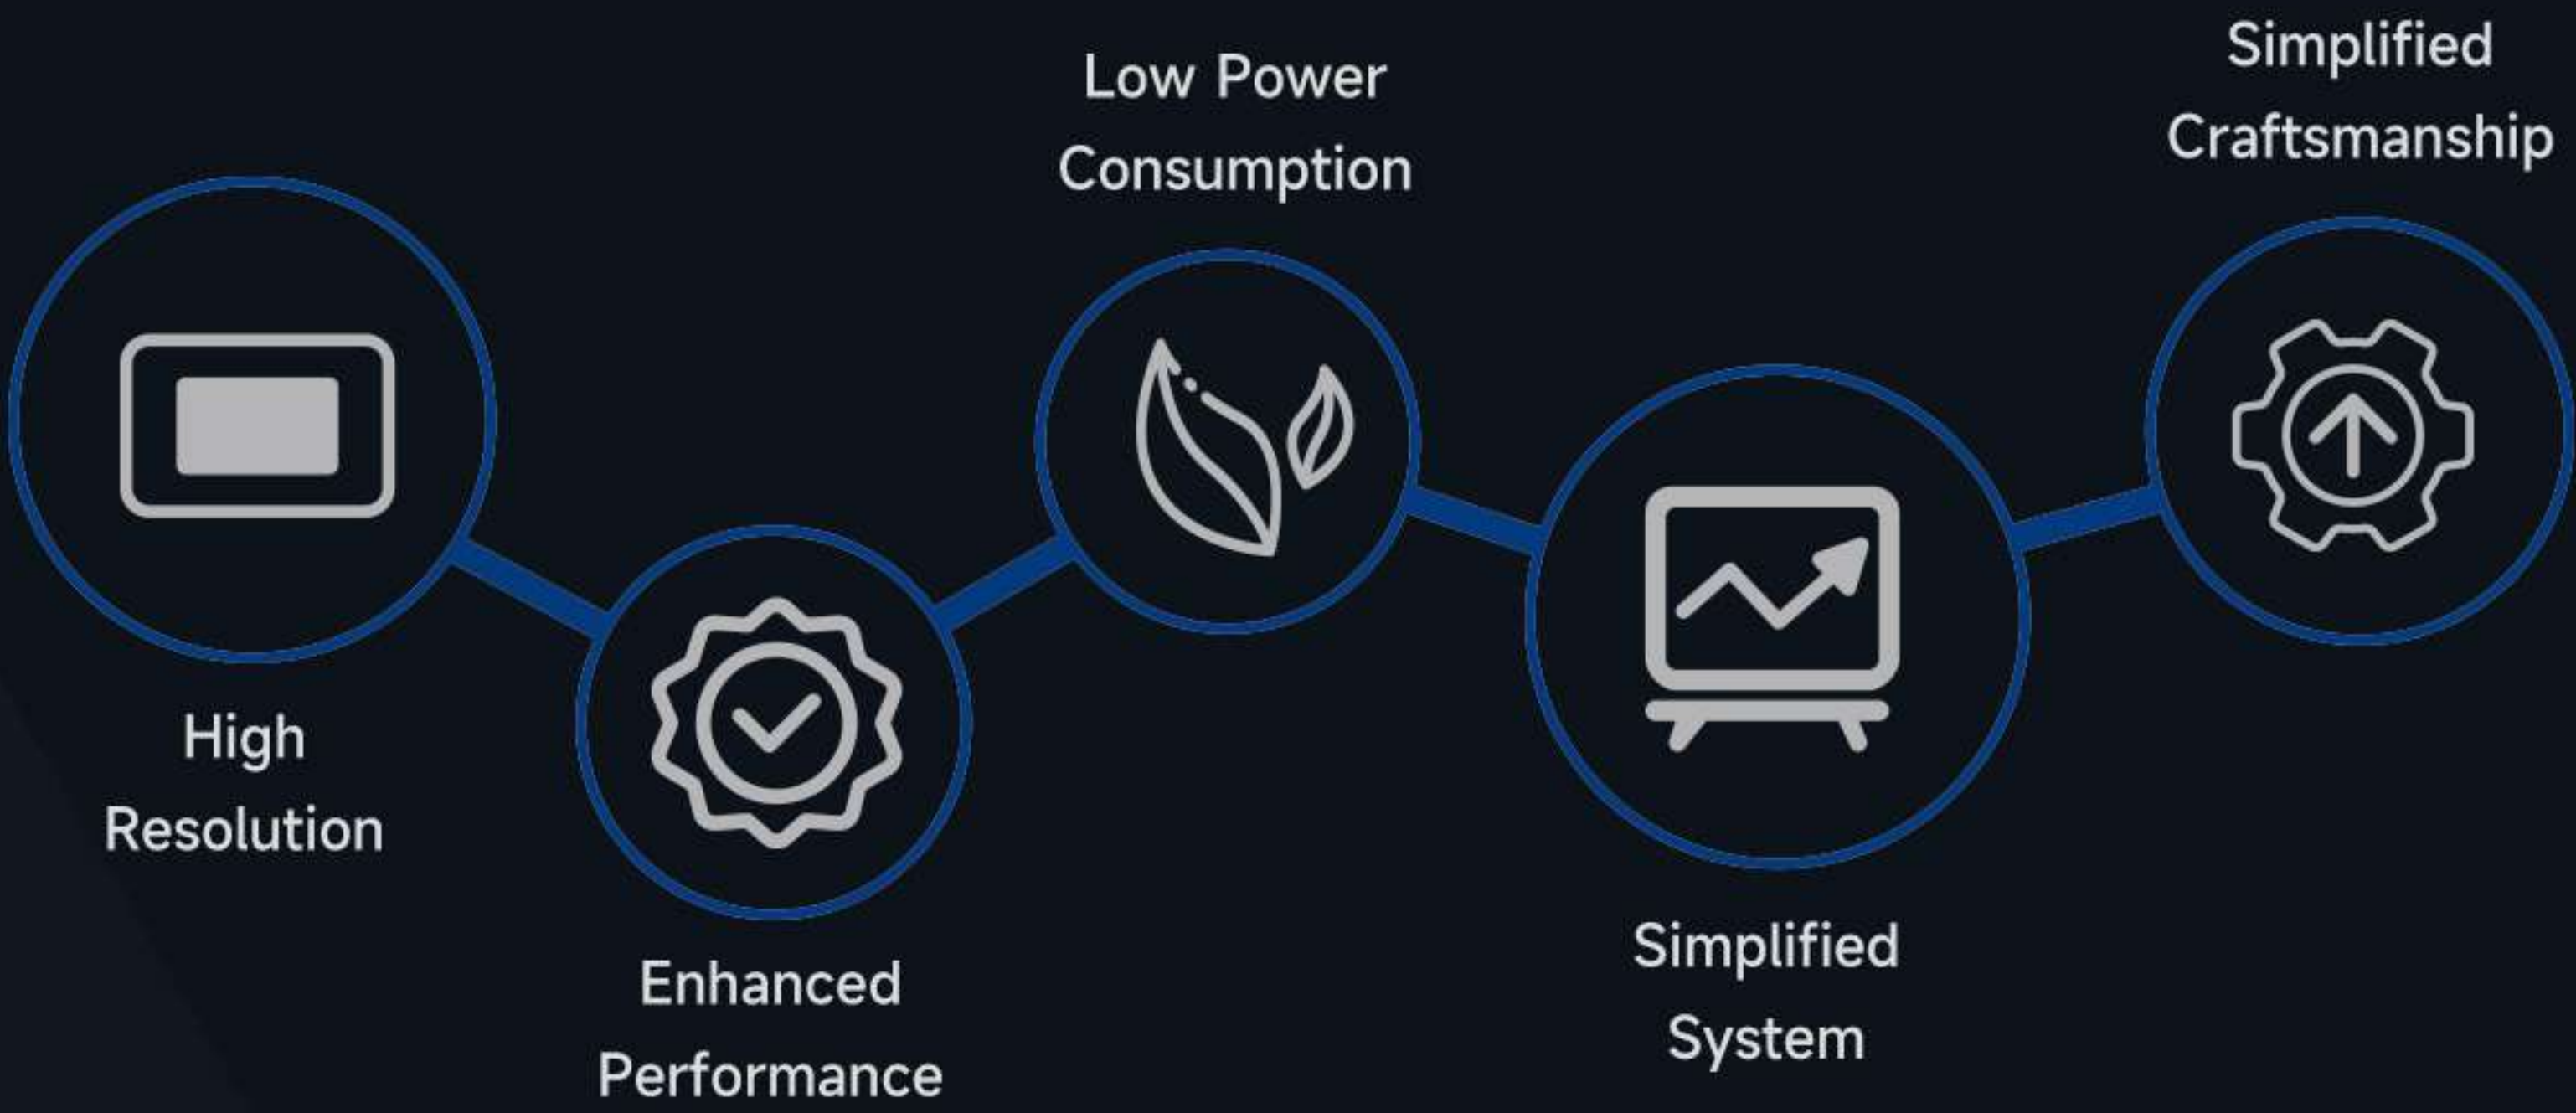 High
Resolution
Enhanced
Performance
Low Power
Consumption
Simplified
System
Simplified
Craftsmanship